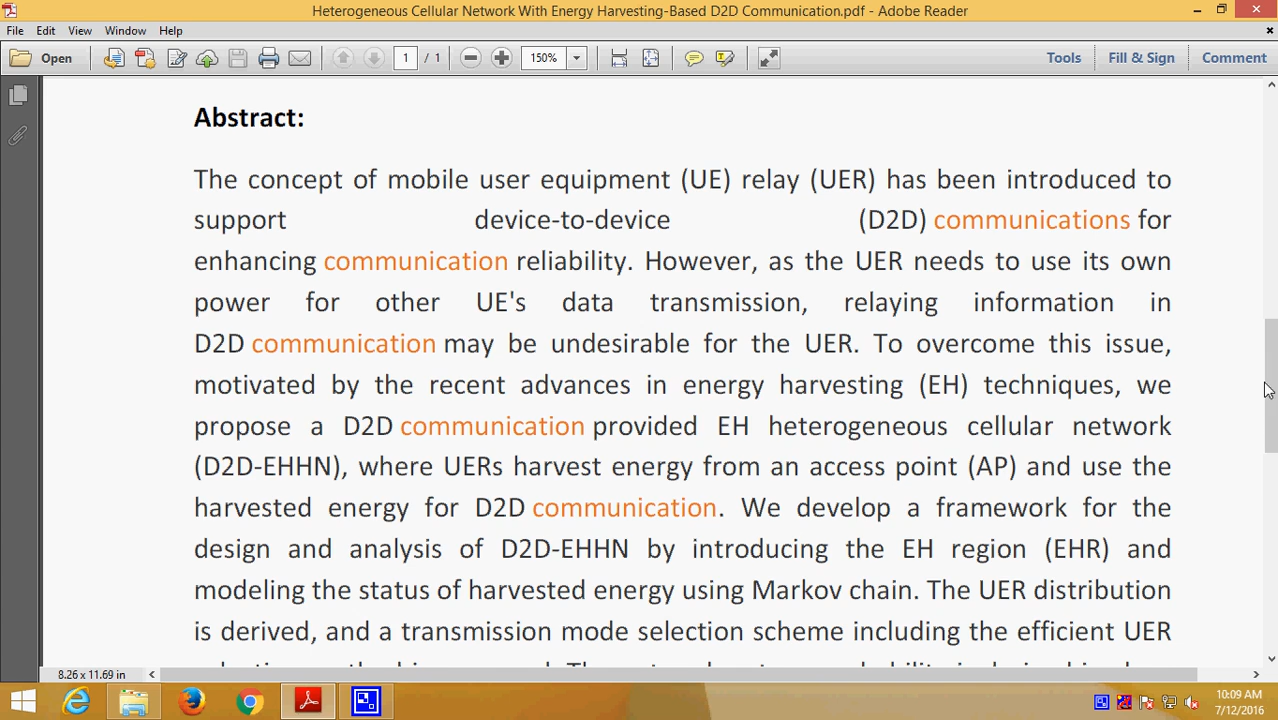 Heterogeneous Cellular Network With Energy Harvesting-Based D2D Communication.pdf - Adobe Reader
File Edit View Window Help
Open 1 / 1 150% Tools Fill & Sign Comment
Abstract:
The concept of mobile user equipment (UE) relay (UER) has been introduced to
support device-to-device (D2D) communications for
enhancing communication reliability. However, as the UER needs to use its own
power for other UE's data transmission, relaying information in
D2D communication may be undesirable for the UER. To overcome this issue,
motivated by the recent advances in energy harvesting (EH) techniques, we
propose a D2D communication provided EH heterogeneous cellular network
(D2D-EHHN), where UERs harvest energy from an access point (AP) and use the
harvested energy for D2D communication. We develop a framework for the
design and analysis of D2D-EHHN by introducing the EH region (EHR) and
modeling the status of harvested energy using Markov chain. The UER distribution
is derived, and a transmission mode selection scheme including the efficient UER
8.26 x 11.69 in
10:09 AM
7/12/2016